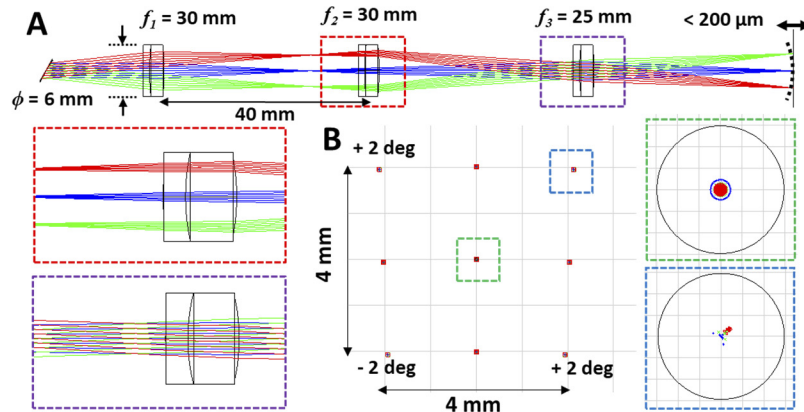 A
f₁ = 30 mm
f₂ = 30 mm
f₃ = 25 mm
< 200 μm
ϕ = 6 mm
40 mm
B
+ 2 deg
4 mm
- 2 deg
+ 2 deg
4 mm